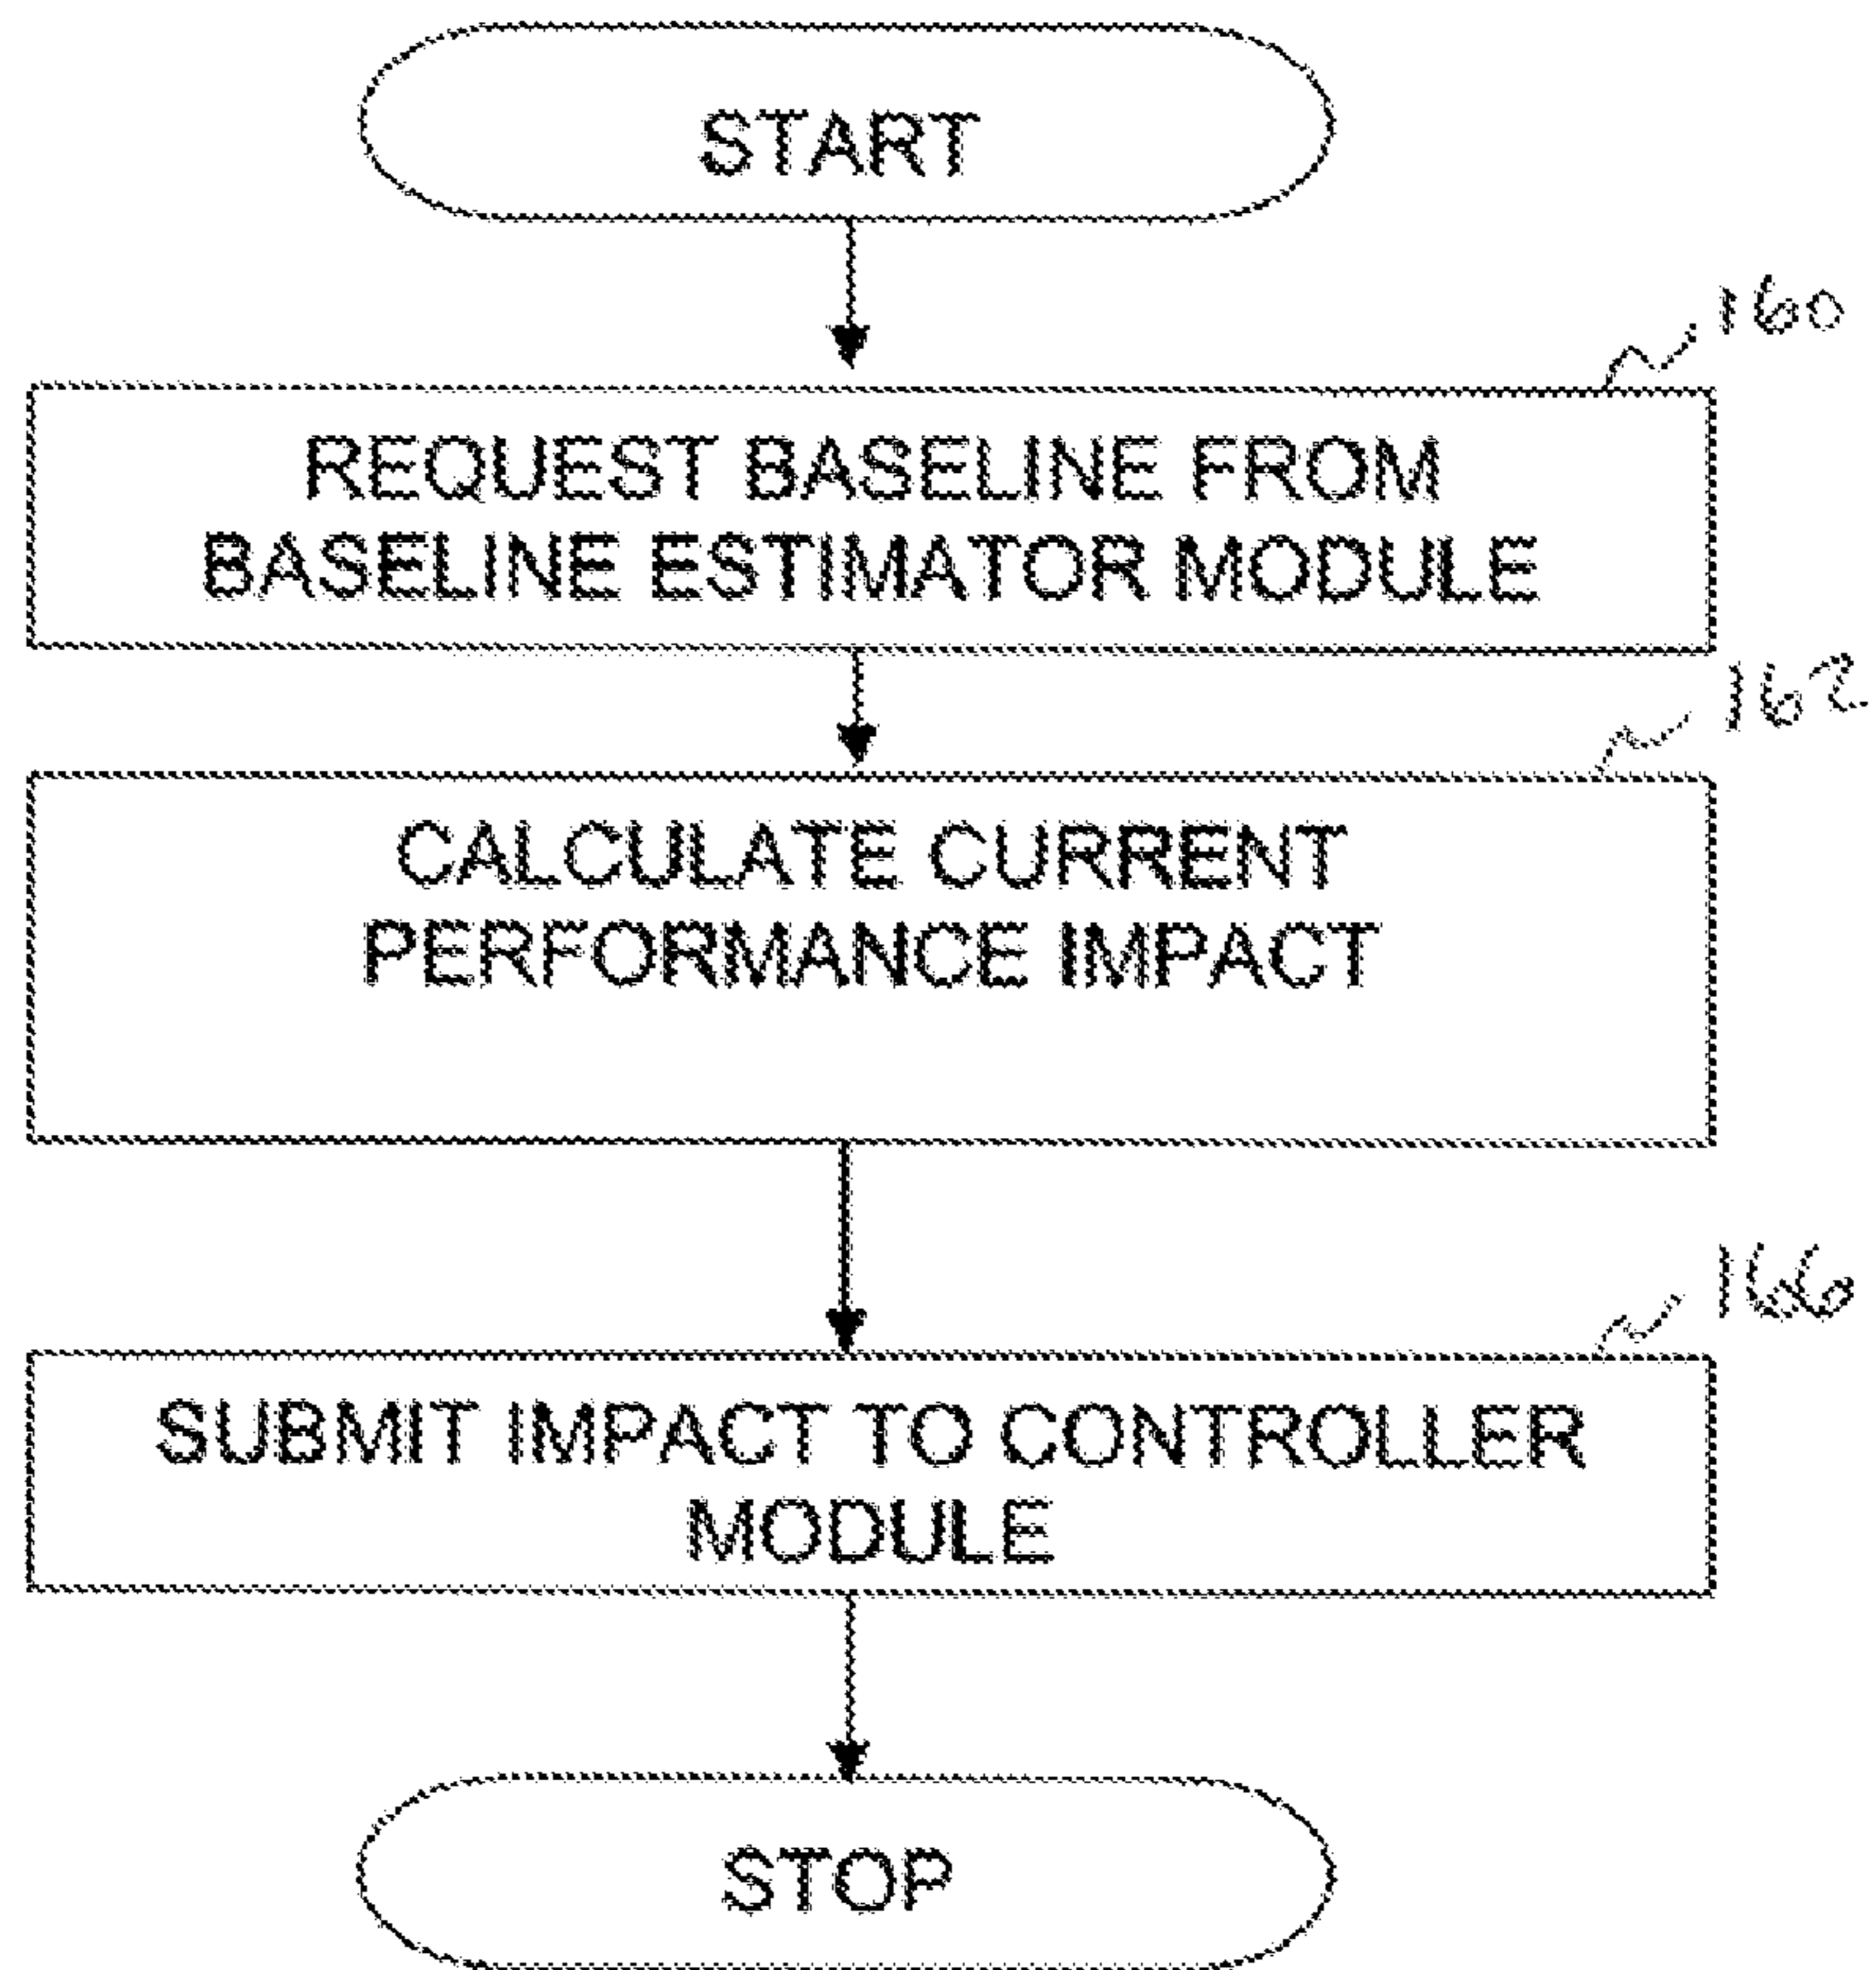 START
160
REQUEST BASELINE FROM
BASELINE ESTIMATOR MODULE
162
CALCULATE CURRENT
PERFORMANCE IMPACT
166
SUBMIT IMPACT TO CONTROLLER
MODULE
STOP